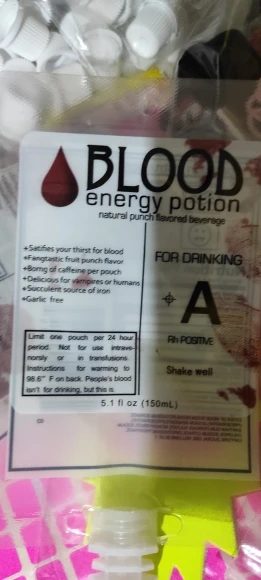 BLOOD
energy potion
natural punch flavored beverage
+Satifies your thirst for blood
+Fangtastic fruit punch flavor
+80mg of caffeine per pouch
+Delicious for vampires or humans
+Succulent source of iron
+Garlic free
FOR DRINKING
A
Rh POSITIVE
Shake well
Limit one pouch per 24 hour
period. Not for use intrave-
norsly or in transfusions.
Instructions for warming to
98.6° F on back. People's blood
isn't for drinking, but this is.
5.1 fl oz (150mL)